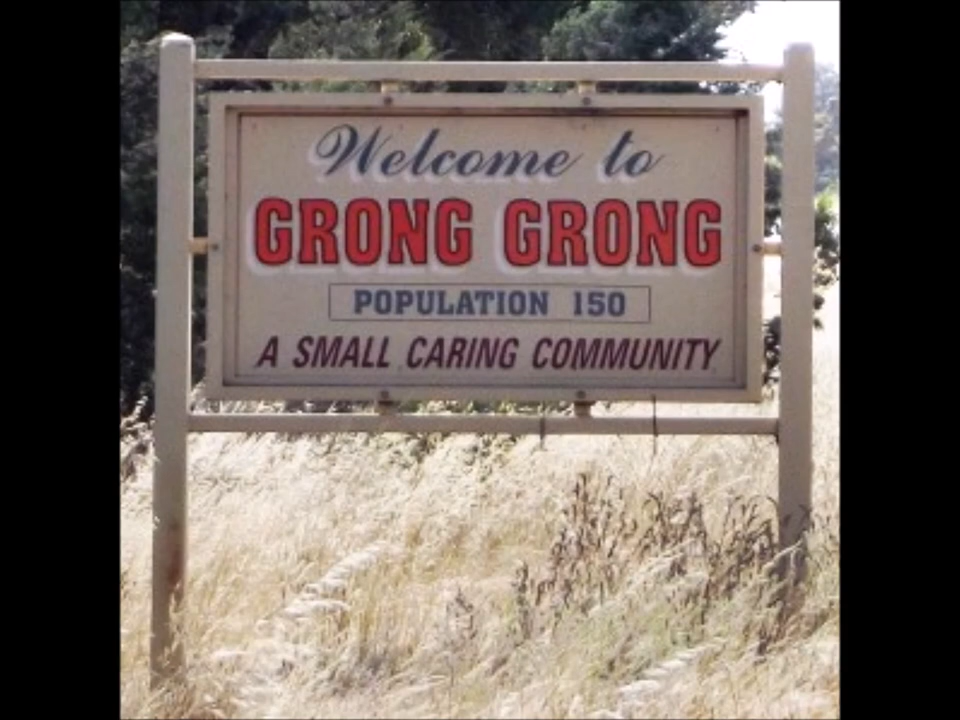 Welcome to
GRONG GRONG
POPULATION 150
A SMALL CARING COMMUNITY